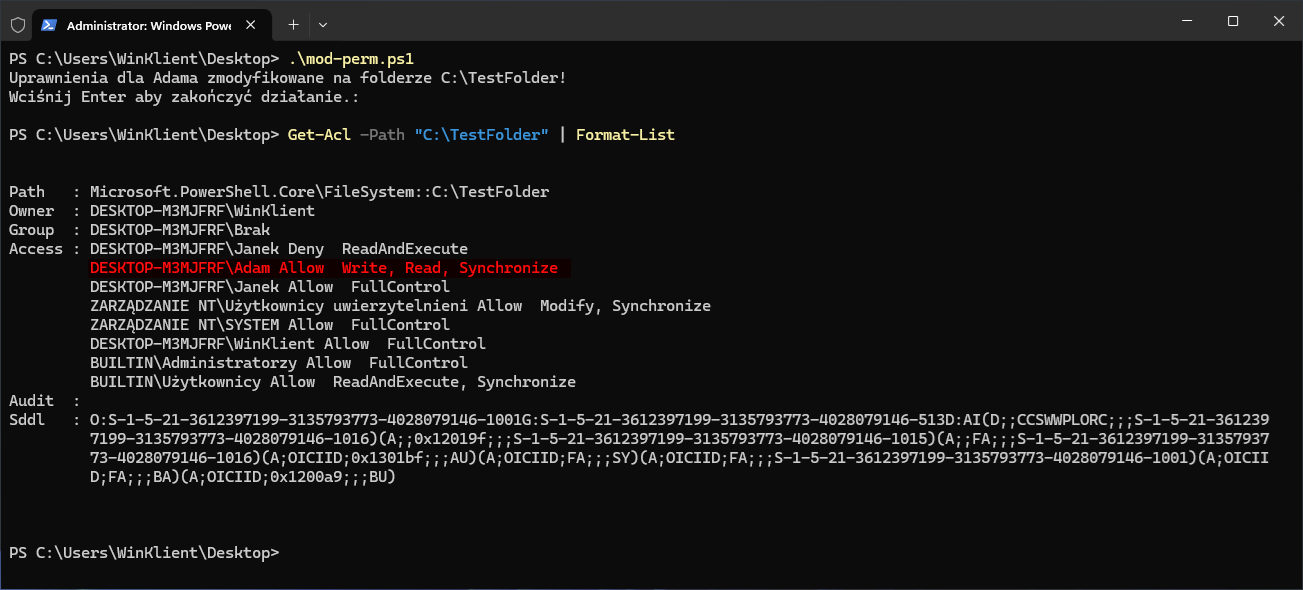 Administrator: Windows Powe
PS C:\Users\WinKlient\Desktop> .\mod-perm.ps1
Uprawnienia dla Adama zmodyfikowane na folderze C:\TestFolder!
Wciśnij Enter aby zakończyć działanie.:
PS C:\Users\WinKlient\Desktop> Get-Acl -Path "C:\TestFolder" | Format-List
Path   : Microsoft.PowerShell.Core\FileSystem::C:\TestFolder
Owner  : DESKTOP-M3MJFRF\WinKlient
Group  : DESKTOP-M3MJFRF\Brak
Access : DESKTOP-M3MJFRF\Janek Deny  ReadAndExecute
         DESKTOP-M3MJFRF\Adam Allow  Write, Read, Synchronize
         DESKTOP-M3MJFRF\Janek Allow  FullControl
         ZARZĄDZANIE NT\Użytkownicy uwierzytelnieni Allow  Modify, Synchronize
         ZARZĄDZANIE NT\SYSTEM Allow  FullControl
         DESKTOP-M3MJFRF\WinKlient Allow  FullControl
         BUILTIN\Administratorzy Allow  FullControl
         BUILTIN\Użytkownicy Allow  ReadAndExecute, Synchronize
Audit  :
Sddl   : O:S-1-5-21-3612397199-3135793773-4028079146-1001G:S-1-5-21-3612397199-3135793773-4028079146-513D:AI(D;;CCSWWPLORC;;;S-1-5-21-361239
         7199-3135793773-4028079146-1016)(A;;0x12019f;;;S-1-5-21-3612397199-3135793773-4028079146-1015)(A;;FA;;;S-1-5-21-3612397199-31357937
         73-4028079146-1016)(A;OICIID;0x1301bf;;;AU)(A;OICIID;FA;;;SY)(A;OICIID;FA;;;S-1-5-21-3612397199-3135793773-4028079146-1001)(A;OICII
         D;FA;;;BA)(A;OICIID;0x1200a9;;;BU)
PS C:\Users\WinKlient\Desktop>